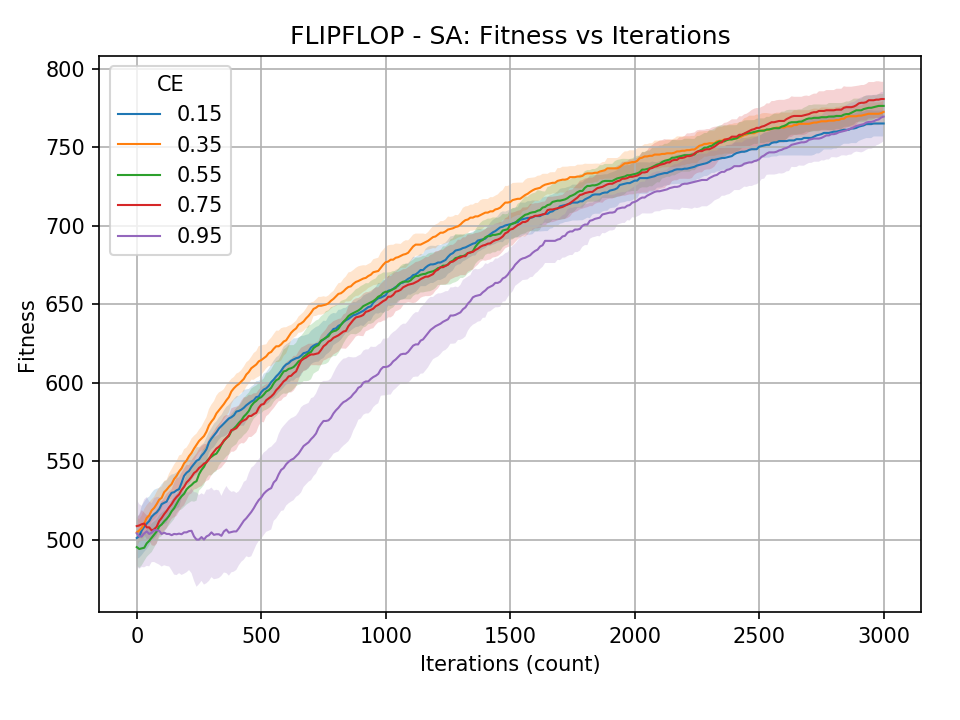 FLIPFLOP - SA: Fitness vs Iterations
CE
0.15
0.35
0.55
0.75
0.95
Fitness
800
750
700
650
600
550
500
0 500 1000 1500 2000 2500 3000
Iterations (count)